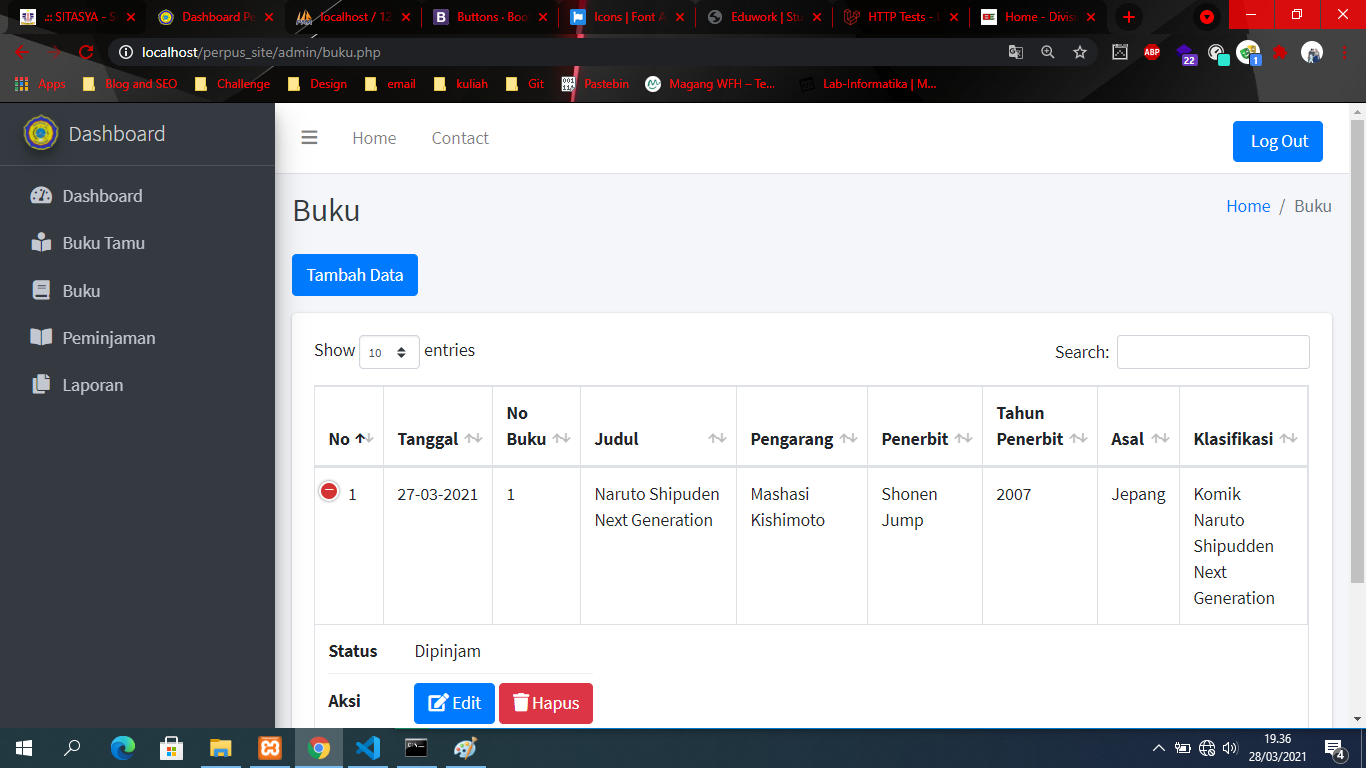 .:: SITASYA - S
Dashboard Pe
localhost / 12
Buttons · Boo
Icons | Font A
Eduwork | Stu
HTTP Tests - L
Home - Divisi
localhost/perpus_site/admin/buku.php
ABP
22
1
Apps
Blog and SEO
Challenge
Design
email
kuliah
Git
Pastebin
Magang WFH – Te...
Lab-Informatika | M...
Dashboard
Home
Contact
Log Out
Dashboard
Buku Tamu
Buku
Peminjaman
Laporan
Buku
Home / Buku
Tambah Data
Show 10 entries
Search:
No
Tanggal
No
Buku
Judul
Pengarang
Penerbit
Tahun
Penerbit
Asal
Klasifikasi
1
27-03-2021
1
Naruto Shipuden
Next Generation
Mashasi
Kishimoto
Shonen
Jump
2007
Jepang
Komik
Naruto
Shipudden
Next
Generation
Status
Dipinjam
Aksi
Edit
Hapus
19.36
28/03/2021
4